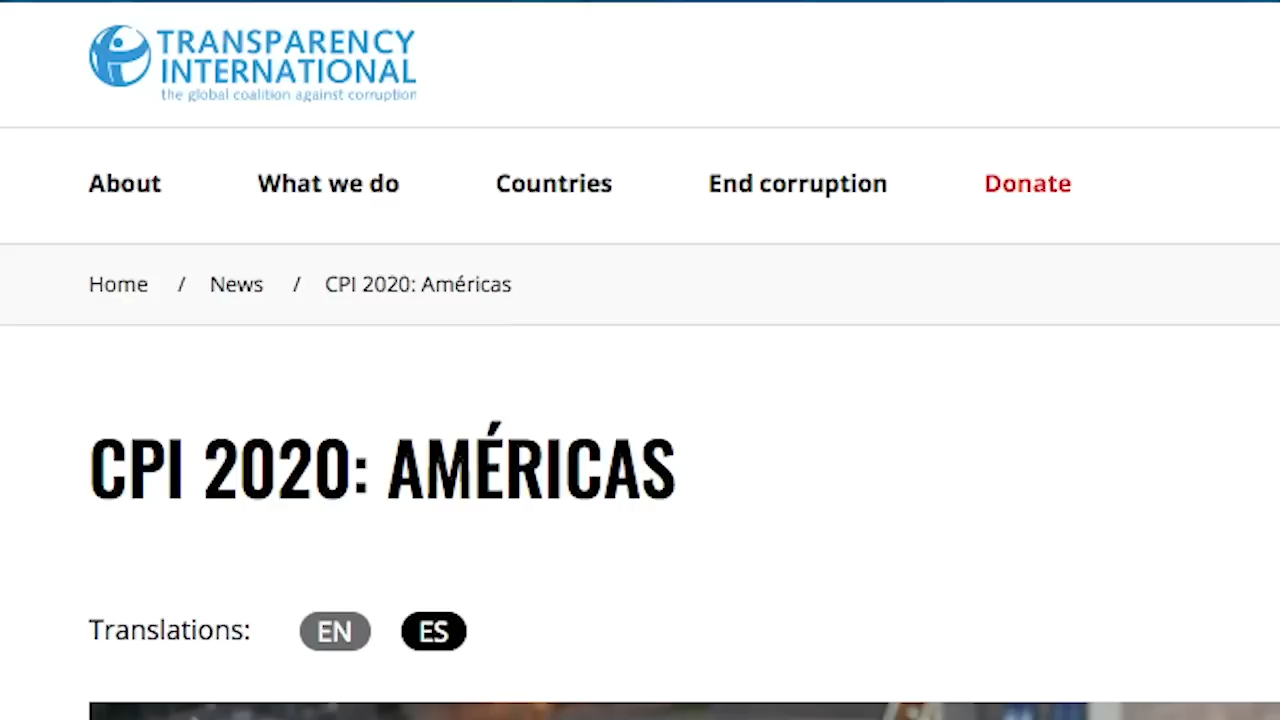 TRANSPARENCY
INTERNATIONAL
the global coalition against corruption
About What we do Countries End corruption Donate
Home / News / CPI 2020: Américas
CPI 2020: AMÉRICAS
Translations: EN ES